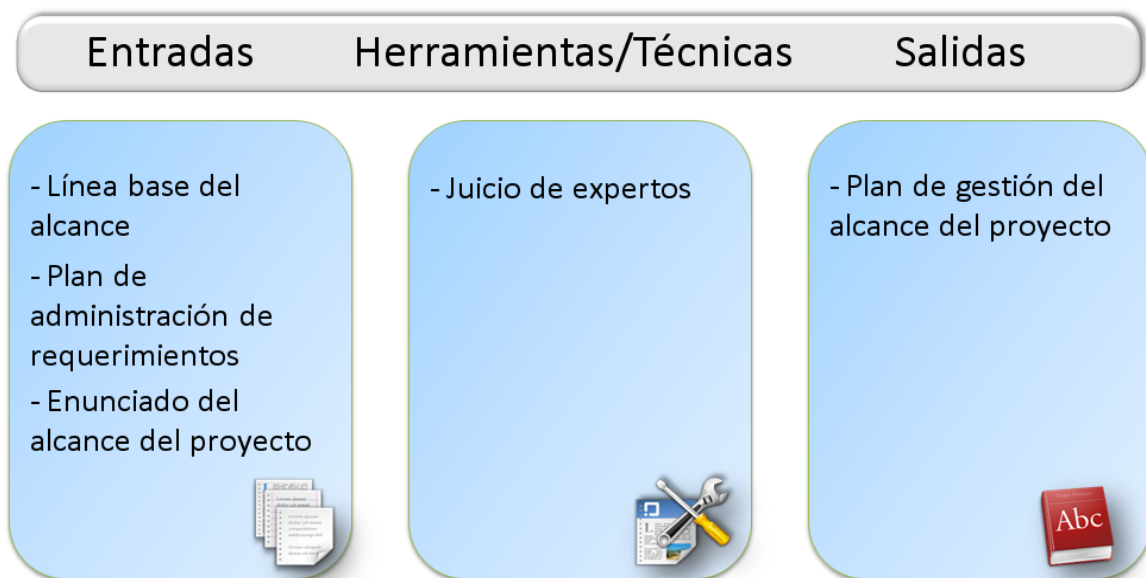 Entradas Herramientas/Técnicas Salidas
- Línea base del
alcance
- Plan de
administración de
requerimientos
- Enunciado del
alcance del proyecto
- Juicio de expertos
- Plan de gestión del
alcance del proyecto
Abc